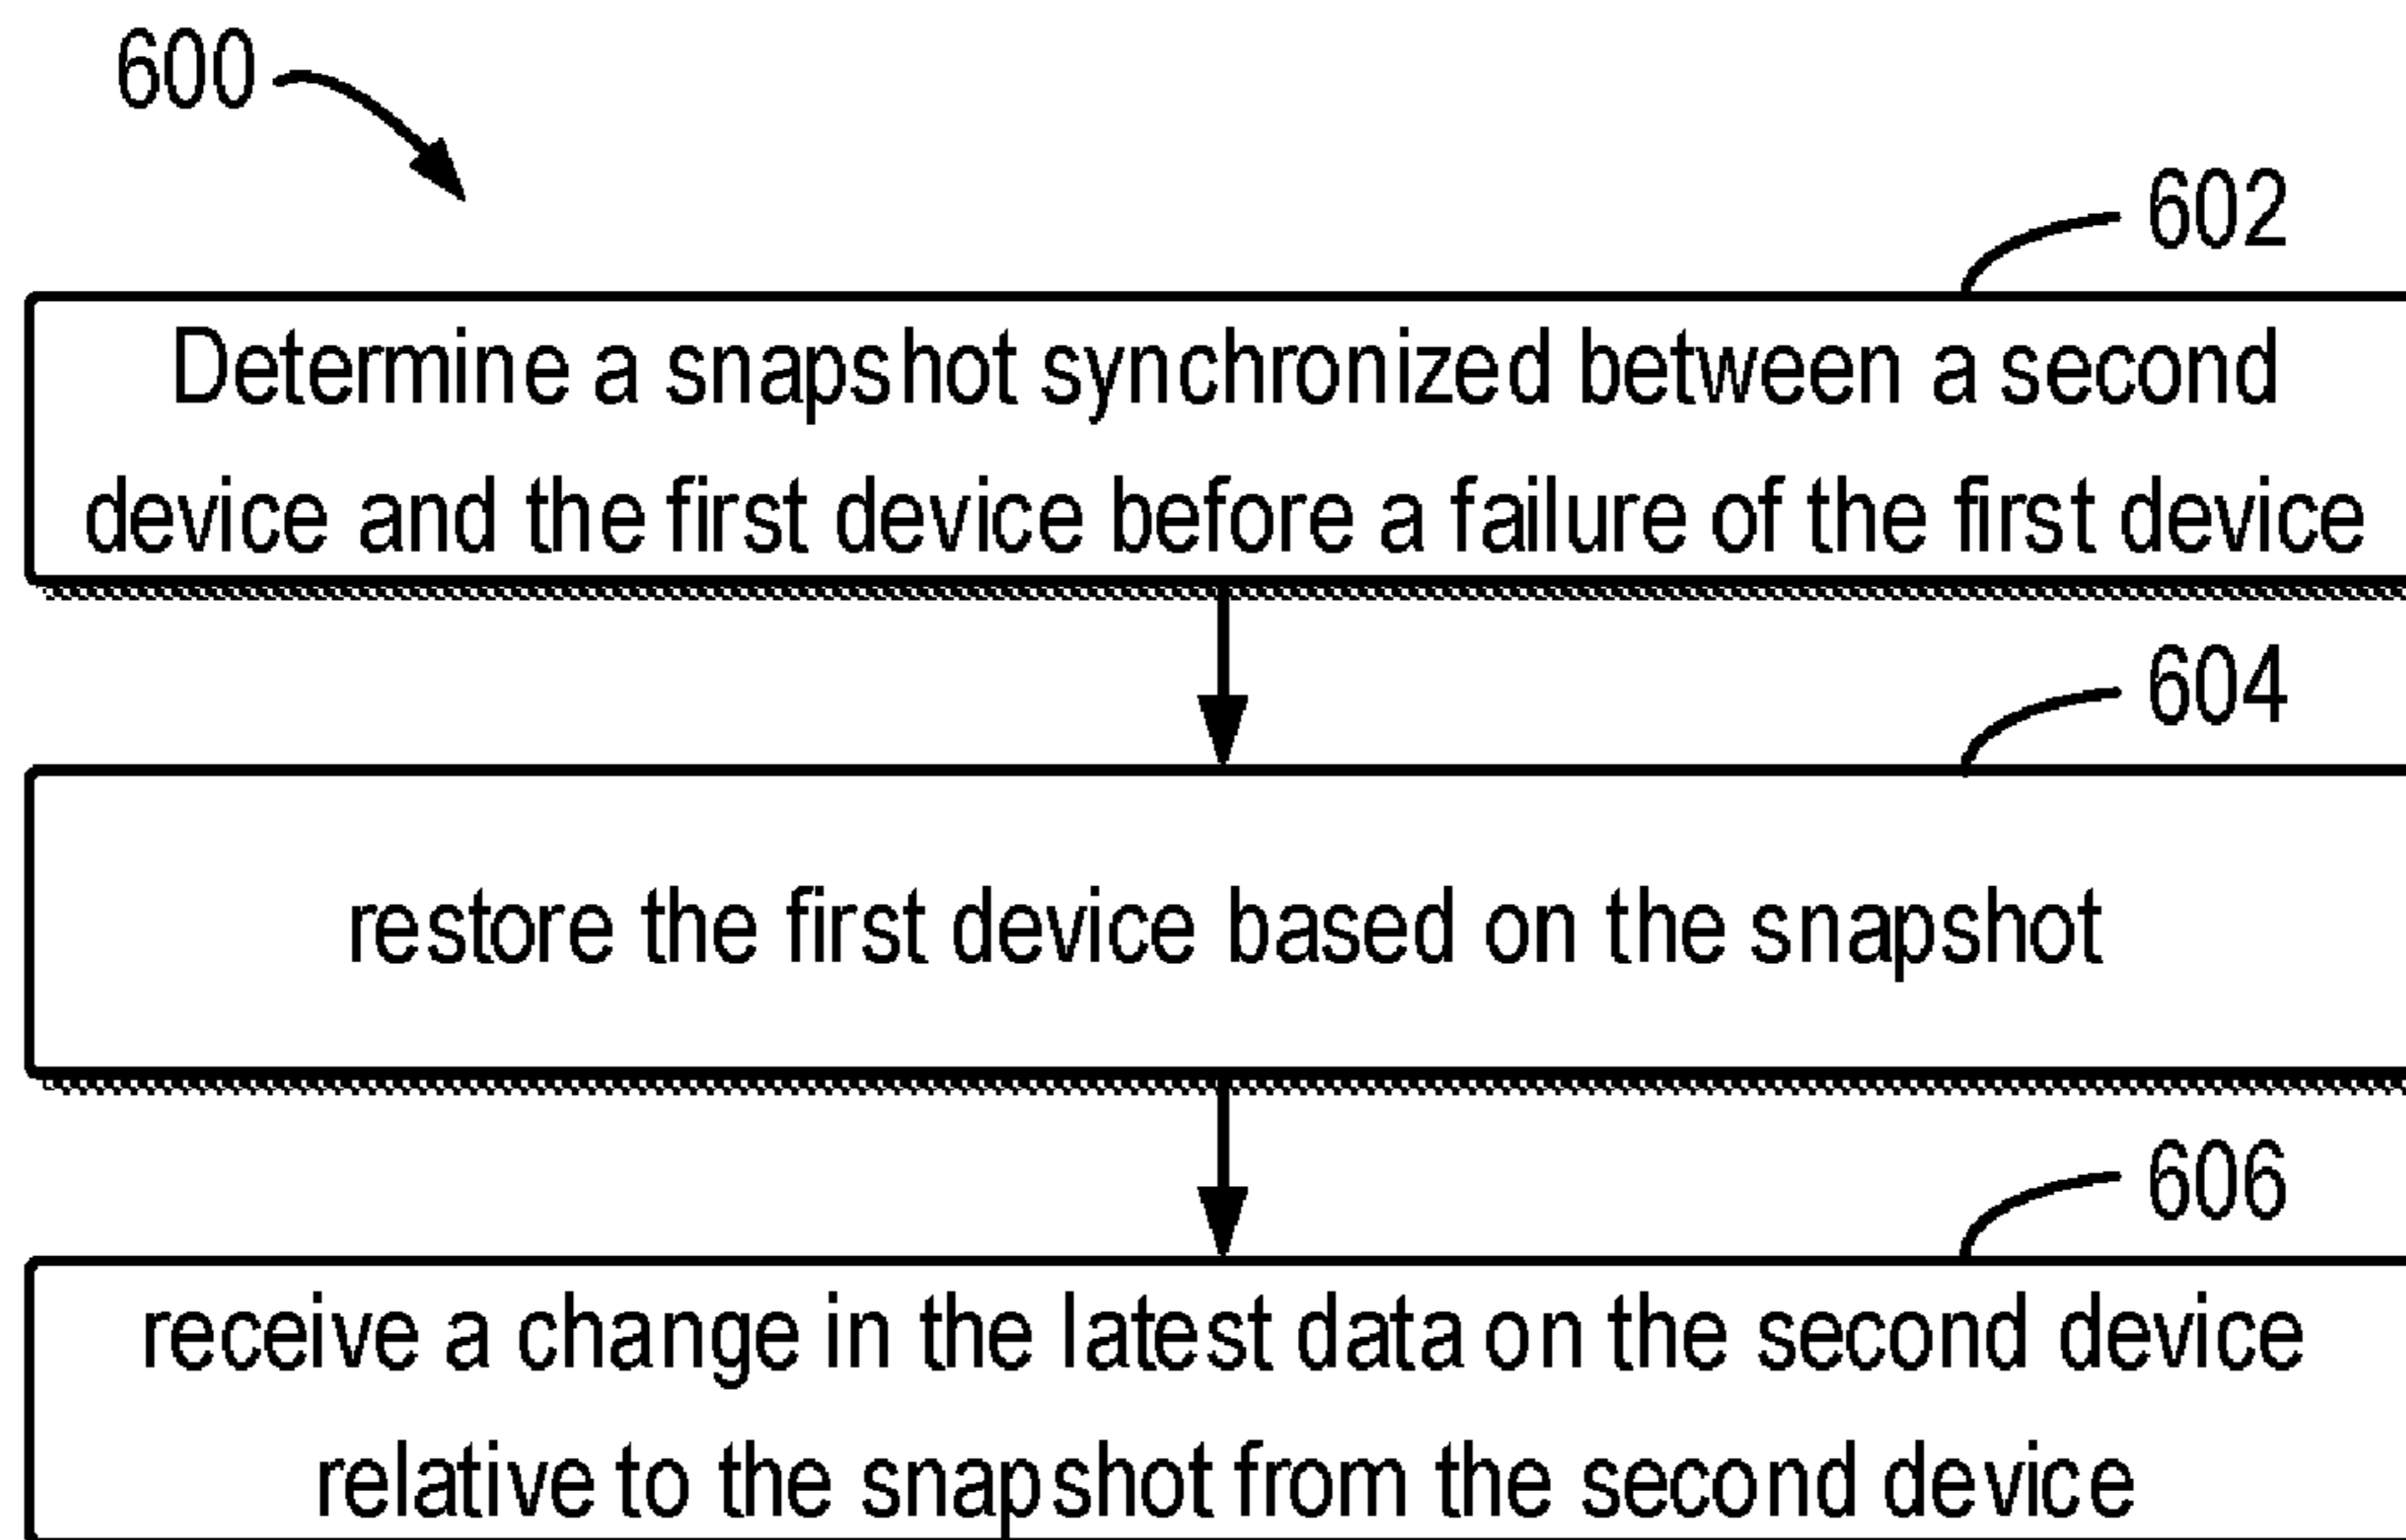 600
602
Determine a snapshot synchronized between a second
device and the first device before a failure of the first device
604
restore the first device based on the snapshot
606
receive a change in the latest data on the second device
relative to the snapshot from the second device